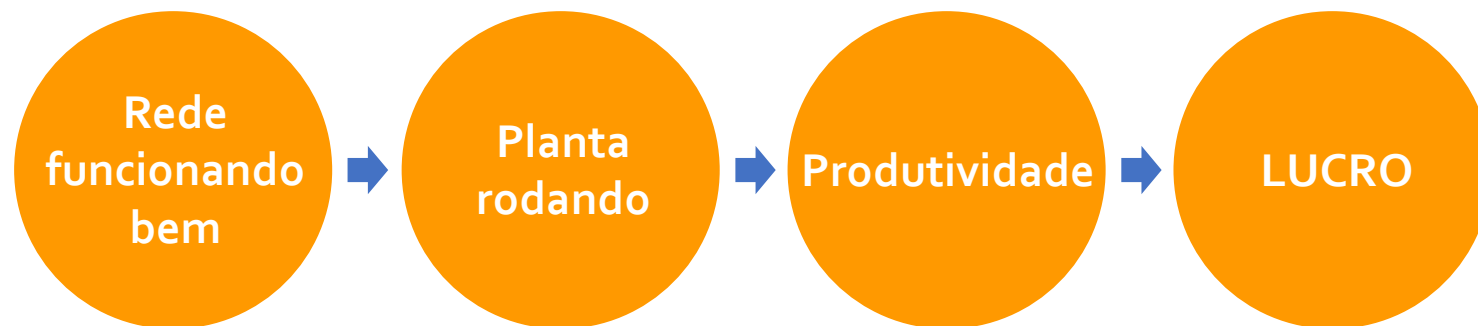 Rede
funcionando
bem
Planta
rodando
Produtividade
LUCRO